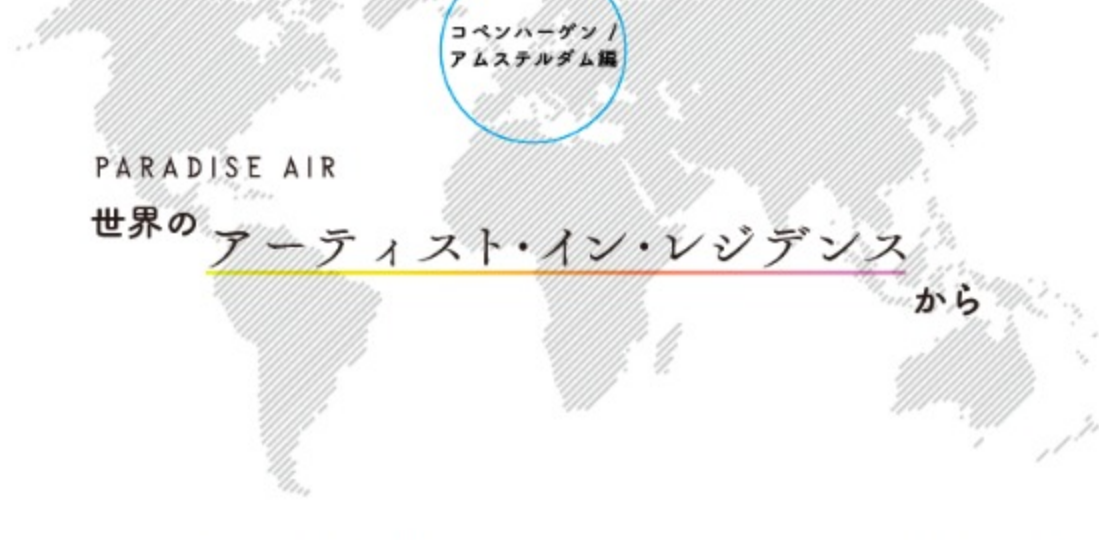 コペンハーゲン /
アムステルダム編
PARADISE AIR
世界の
アーティスト・イン・レジデンス
から